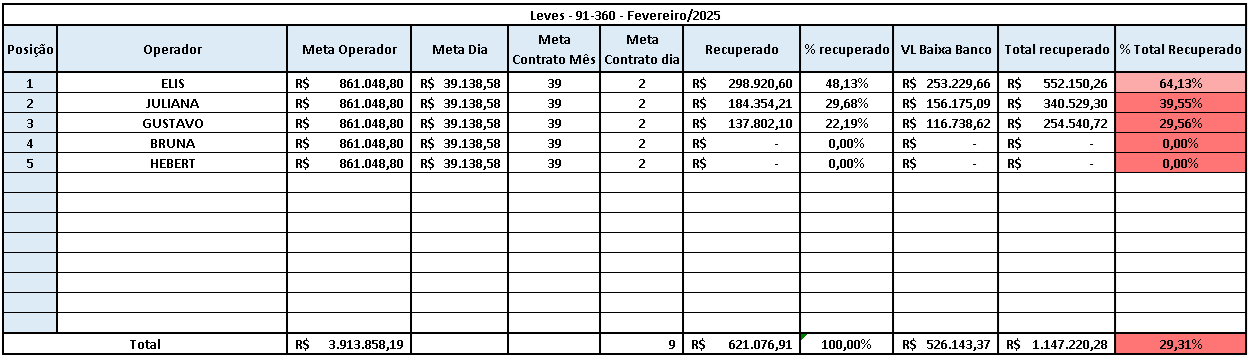 Leves - 91-360 - Fevereiro/2025
Posição Operador Meta Operador Meta Dia Meta Contrato Mês Meta Contrato dia Recuperado % recuperado VL Baixa Banco Total recuperado % Total Recuperado
1 ELIS R$ 861.048,80 R$ 39.138,58 39 2 R$ 298.920,60 48,13% R$ 253.229,66 R$ 552.150,26 64,13%
2 JULIANA R$ 861.048,80 R$ 39.138,58 39 2 R$ 184.354,21 29,68% R$ 156.175,09 R$ 340.529,30 39,55%
3 GUSTAVO R$ 861.048,80 R$ 39.138,58 39 2 R$ 137.802,10 22,19% R$ 116.738,62 R$ 254.540,72 29,56%
4 BRUNA R$ 861.048,80 R$ 39.138,58 39 2 R$ - 0,00% R$ - R$ - 0,00%
5 HEBERT R$ 861.048,80 R$ 39.138,58 39 2 R$ - 0,00% R$ - R$ - 0,00%
Total R$ 3.913.858,19 9 R$ 621.076,91 100,00% R$ 526.143,37 R$ 1.147.220,28 29,31%